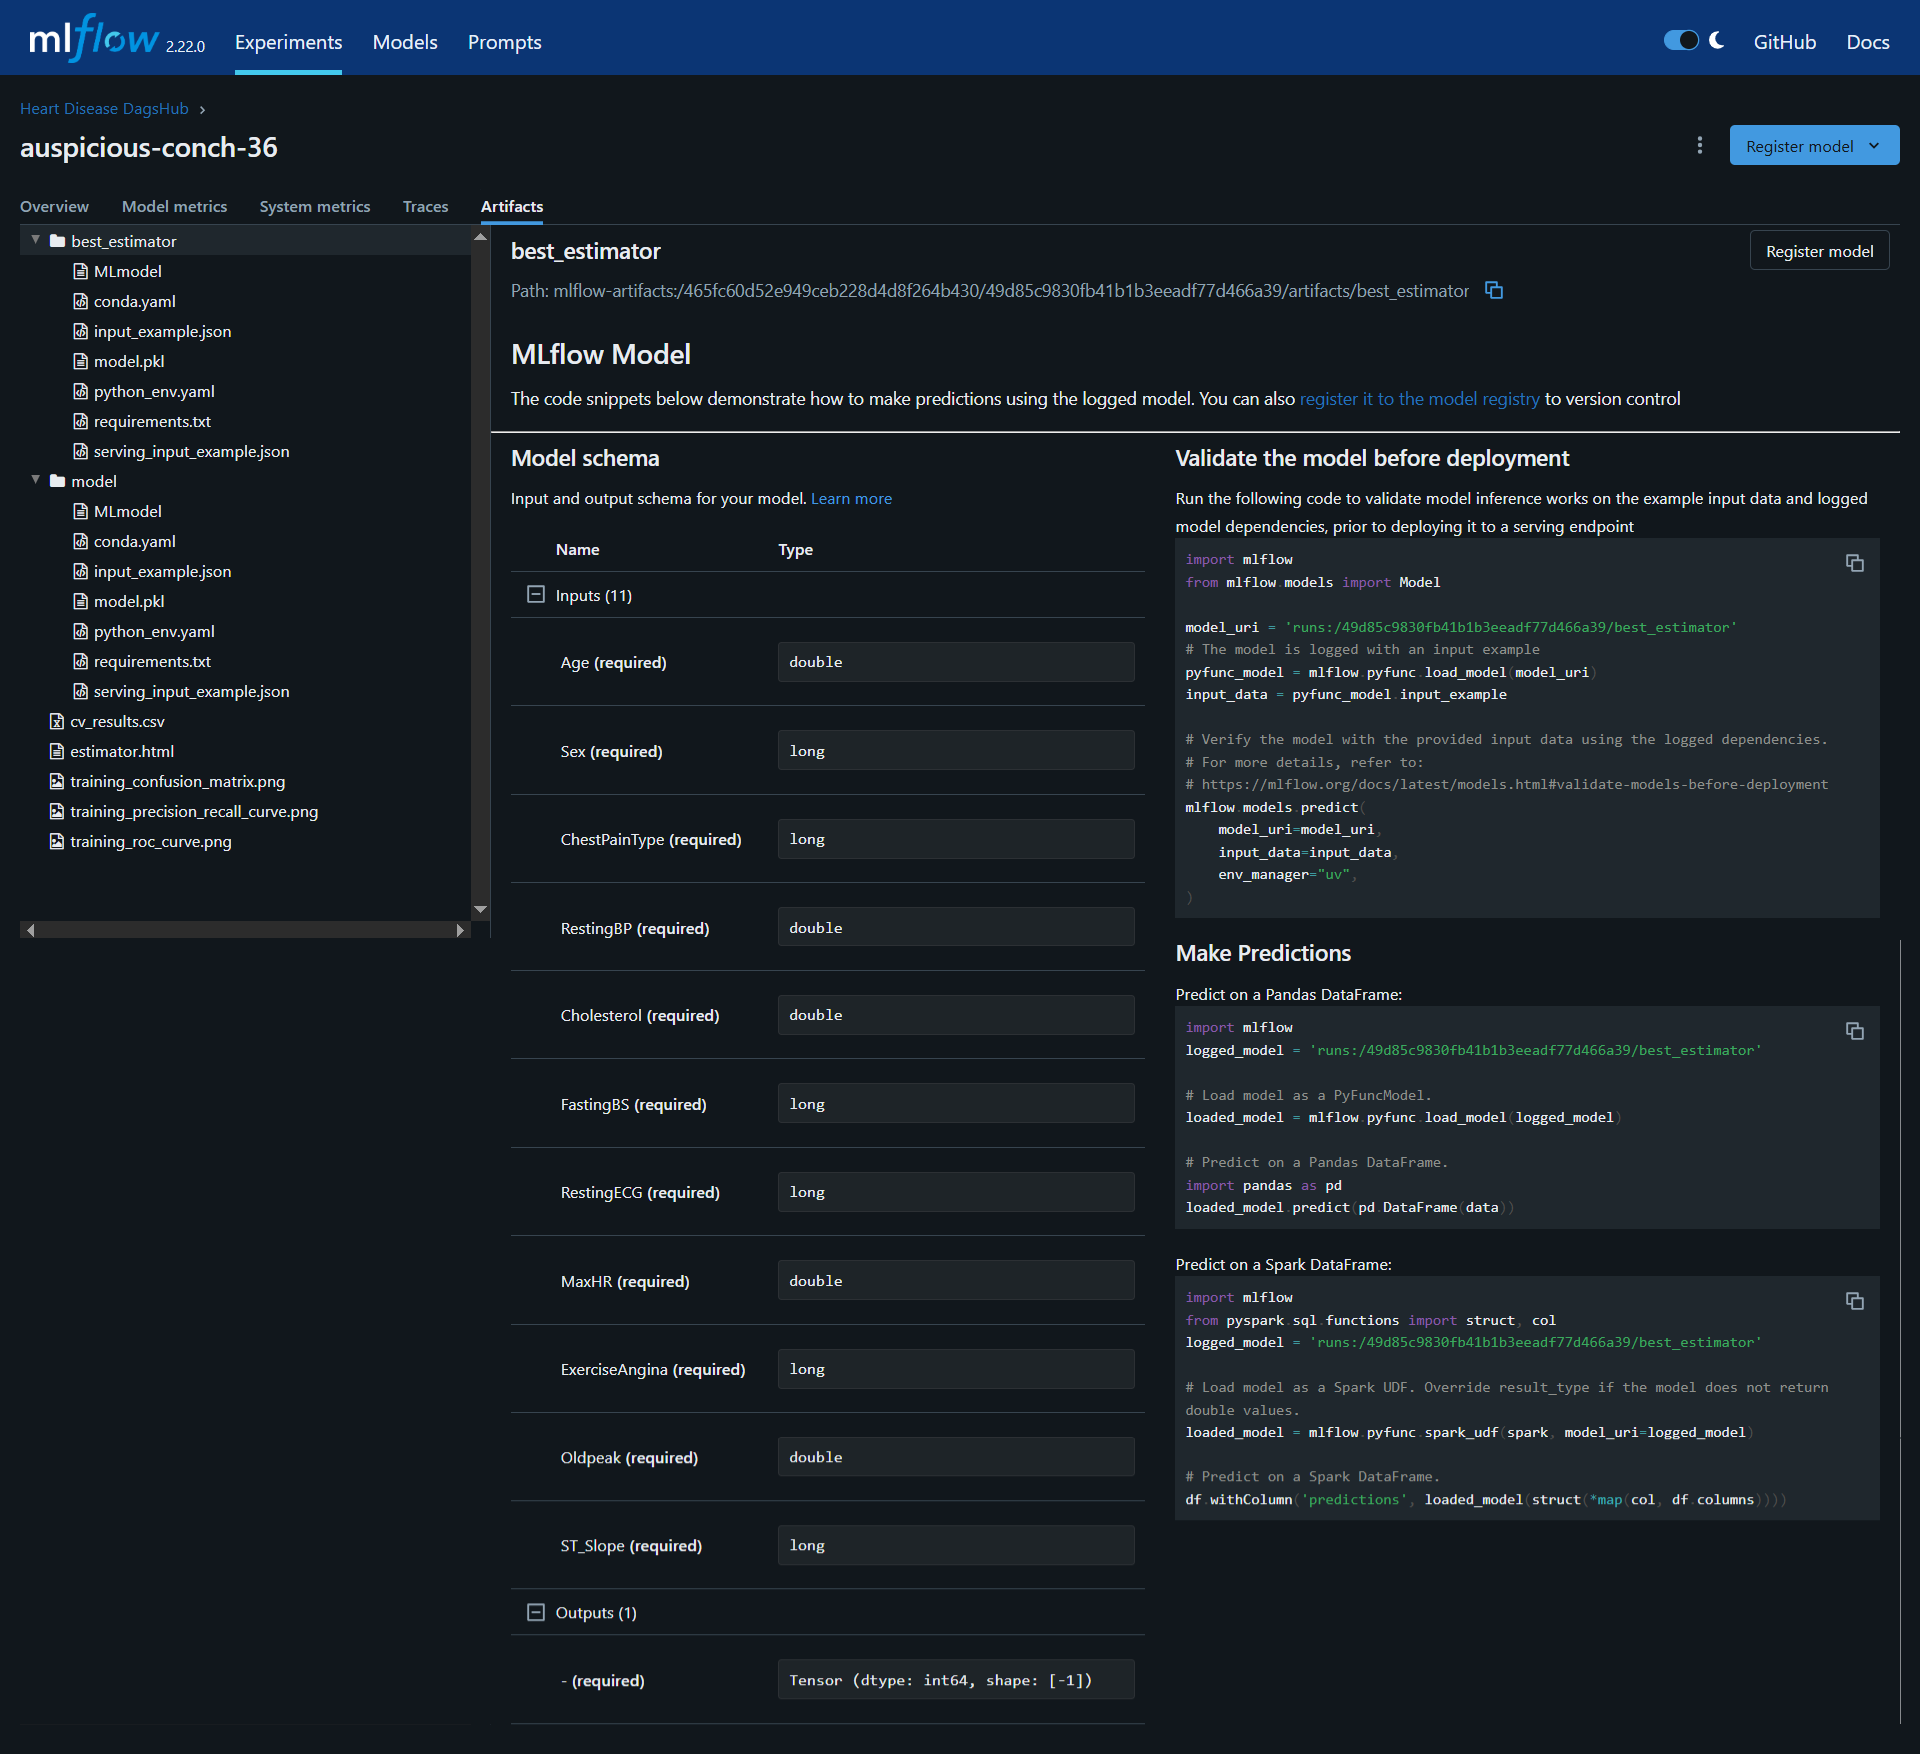 mlflow 2.22.0 Experiments Models Prompts GitHub Docs
Heart Disease DagsHub
auspicious-conch-36
Register model
Overview Model metrics System metrics Traces Artifacts
best_estimator
MLmodel
conda.yaml
input_example.json
model.pkl
python_env.yaml
requirements.txt
serving_input_example.json
model
MLmodel
conda.yaml
input_example.json
model.pkl
python_env.yaml
requirements.txt
serving_input_example.json
cv_results.csv
estimator.html
training_confusion_matrix.png
training_precision_recall_curve.png
training_roc_curve.png
best_estimator
Register model
Path: mlflow-artifacts:/465fc60d52e949ceb228d4d8f264b430/49d85c9830fb41b1b3eeadf77d466a39/artifacts/best_estimator
MLflow Model
The code snippets below demonstrate how to make predictions using the logged model. You can also register it to the model registry to version control
Model schema
Input and output schema for your model. Learn more
Name Type
Inputs (11)
Age (required) double
Sex (required) long
ChestPainType (required) long
RestingBP (required) double
Cholesterol (required) double
FastingBS (required) long
RestingECG (required) long
MaxHR (required) double
ExerciseAngina (required) long
Oldpeak (required) double
ST_Slope (required) long
Outputs (1)
- (required) Tensor (dtype: int64, shape: [-1])
Validate the model before deployment
Run the following code to validate model inference works on the example input data and logged
model dependencies, prior to deploying it to a serving endpoint
import mlflow
from mlflow.models import Model
model_uri = 'runs:/49d85c9830fb41b1b3eeadf77d466a39/best_estimator'
# The model is logged with an input example
pyfunc_model = mlflow.pyfunc.load_model(model_uri)
input_data = pyfunc_model.input_example
# Verify the model with the provided input data using the logged dependencies.
# For more details, refer to:
# https://mlflow.org/docs/latest/models.html#validate-models-before-deployment
mlflow.models.predict(
model_uri=model_uri,
input_data=input_data,
env_manager="uv",
)
Make Predictions
Predict on a Pandas DataFrame:
import mlflow
logged_model = 'runs:/49d85c9830fb41b1b3eeadf77d466a39/best_estimator'
# Load model as a PyFuncModel.
loaded_model = mlflow.pyfunc.load_model(logged_model)
# Predict on a Pandas DataFrame.
import pandas as pd
loaded_model.predict(pd.DataFrame(data))
Predict on a Spark DataFrame:
import mlflow
from pyspark.sql.functions import struct, col
logged_model = 'runs:/49d85c9830fb41b1b3eeadf77d466a39/best_estimator'
# Load model as a Spark UDF. Override result_type if the model does not return
double values.
loaded_model = mlflow.pyfunc.spark_udf(spark, model_uri=logged_model)
# Predict on a Spark DataFrame.
df.withColumn('predictions', loaded_model(struct(*map(col, df.columns))))